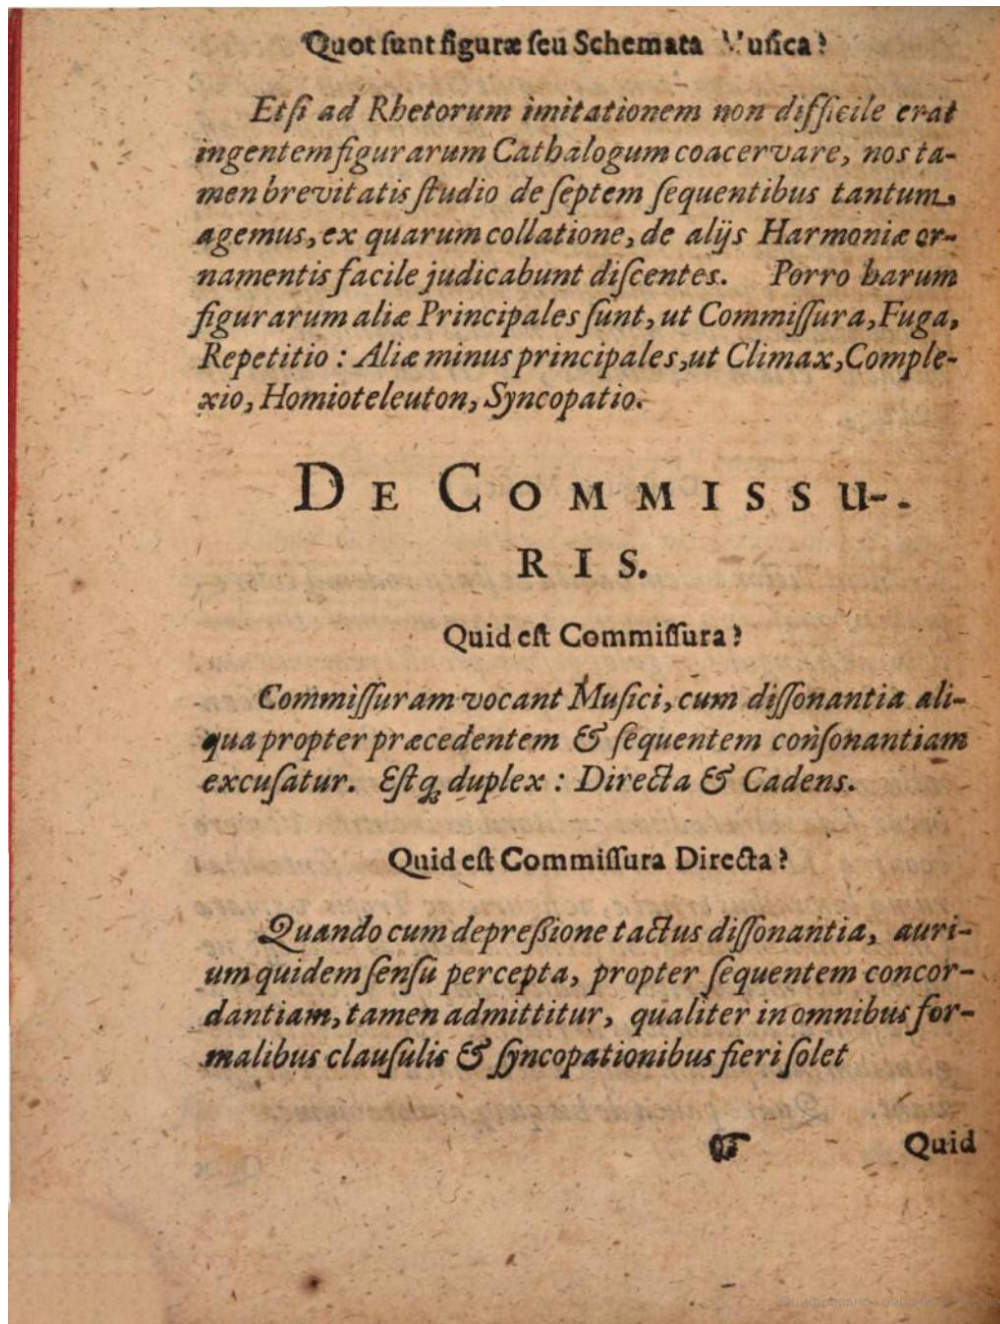 Quot ſunt figuræ ſeu Schemata Muſica?
Etſi ad Rhetorum imitationem non difficile erat
ingentem figurarum Cathalogum coacervare, nos ta-
men brevitatis ſtudio de ſeptem ſequentibus tantum
agemus, ex quarum collatione, de alijs Harmoniæ or-
namentis facile judicabunt diſcentes. Porro harum
figurarum aliæ Principales ſunt, ut Commiſſura, Fuga,
Repetitio : Aliæ minus principales, ut Climax, Comple-
xio, Homioteleuton, Syncopatio.
DE COMMISSU-
RIS.
Quid eſt Commiſſura?
Commiſſuram vocant Muſici, cum diſſonantia ali-
qua propter præcedentem & ſequentem conſonantiam
excuſatur. Eſtq; duplex : Directa & Cadens.
Quid eſt Commiſſura Directa?
Quando cum depreßione tactus diſſonantia, auri-
um quidem ſenſu percepta, propter ſequentem concor-
dantiam, tamen admittitur, qualiter in omnibus for-
malibus clauſulis & ſyncopationibus fieri ſolet
☞ Quid